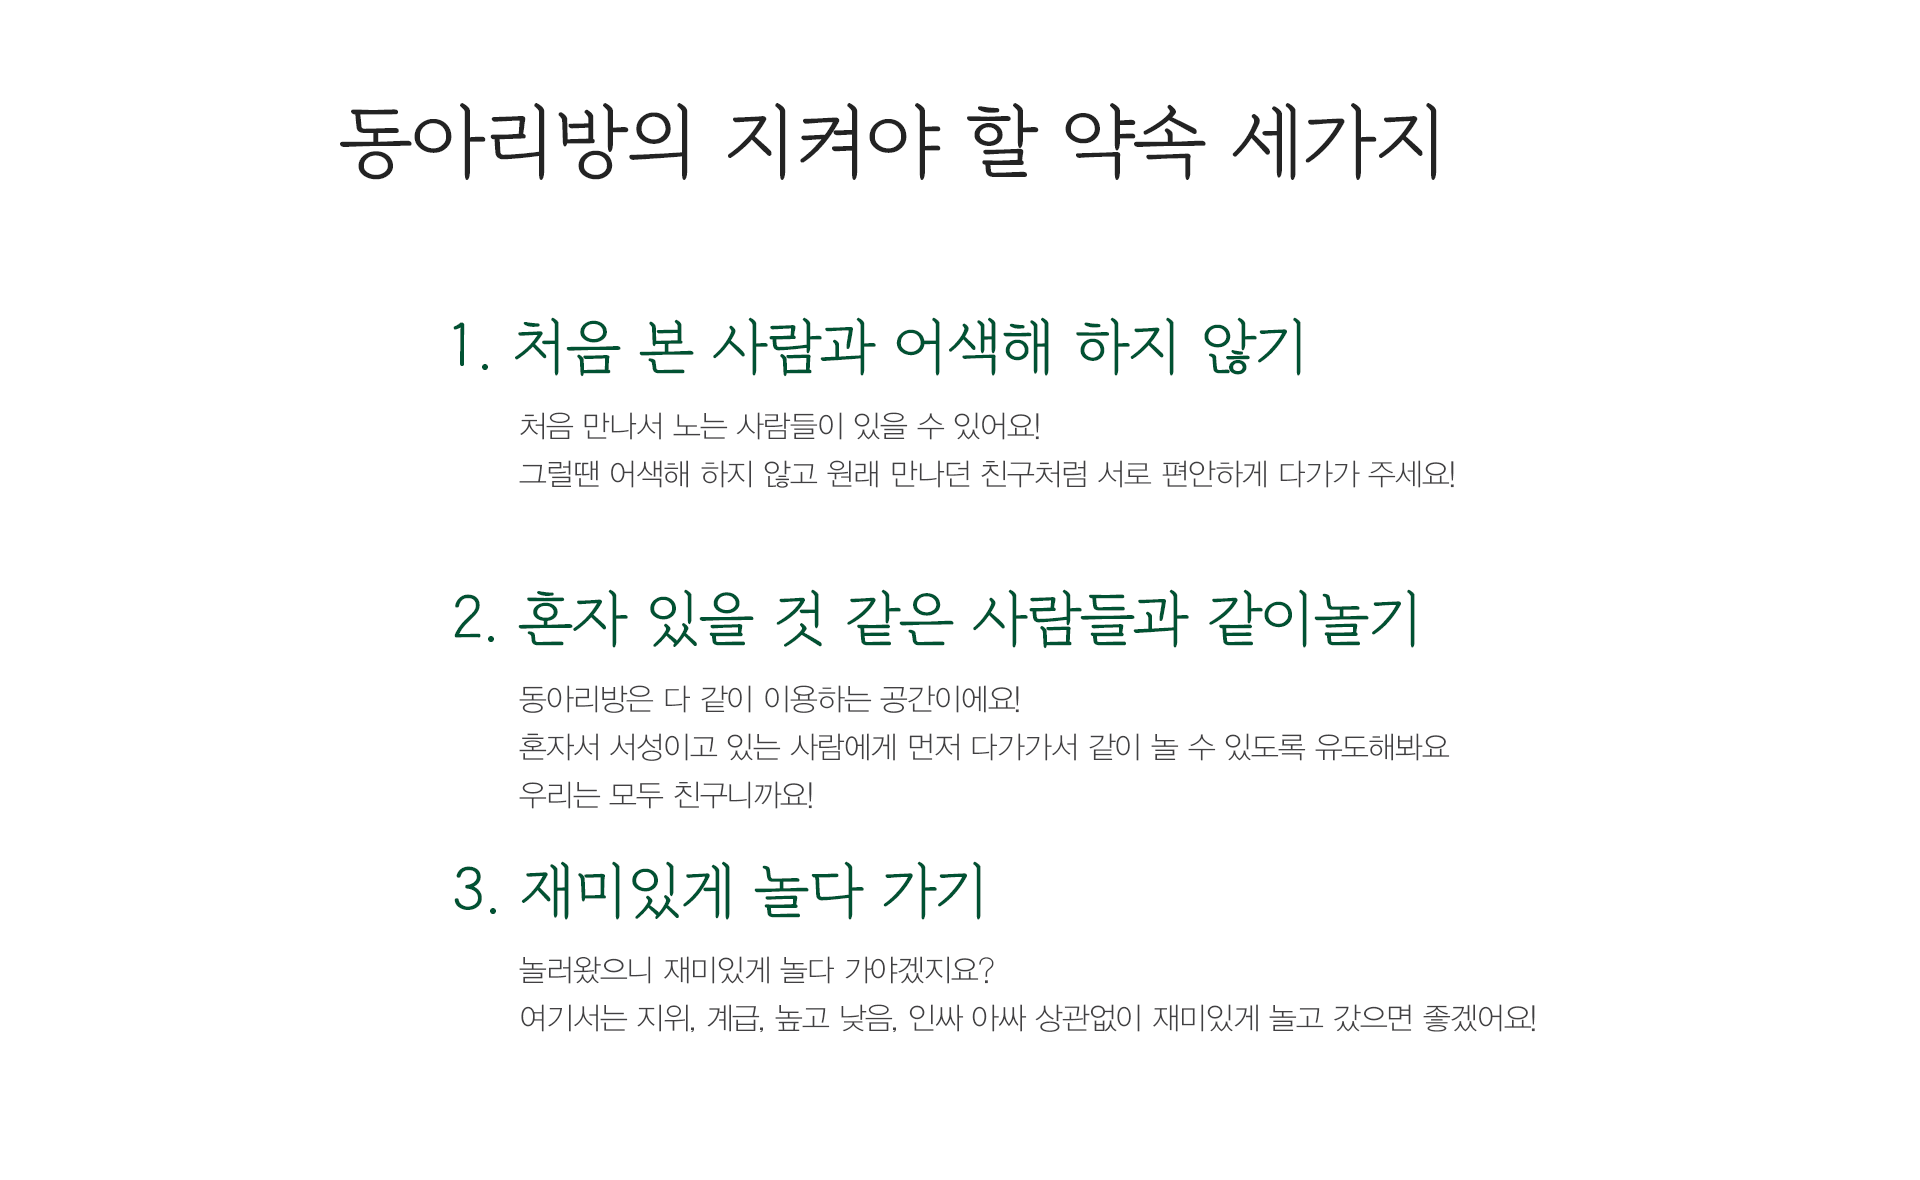 동아리방의 지켜야 할 약속 세가지
1. 처음 본 사람과 어색해 하지 않기
처음 만나서 노는 사람들이 있을 수 있어요!
그럴땐 어색해 하지 않고 원래 만나던 친구처럼 서로 편안하게 다가가 주세요!
2. 혼자 있을 것 같은 사람들과 같이놀기
동아리방은 다 같이 이용하는 공간이에요!
혼자서 서성이고 있는 사람에게 먼저 다가가서 같이 놀 수 있도록 유도해봐요
우리는 모두 친구니까요!
3. 재미있게 놀다 가기
놀러왔으니 재미있게 놀다 가야겠지요?
여기서는 지위, 계급, 높고 낮음, 인싸 아싸 상관없이 재미있게 놀고 갔으면 좋겠어요!